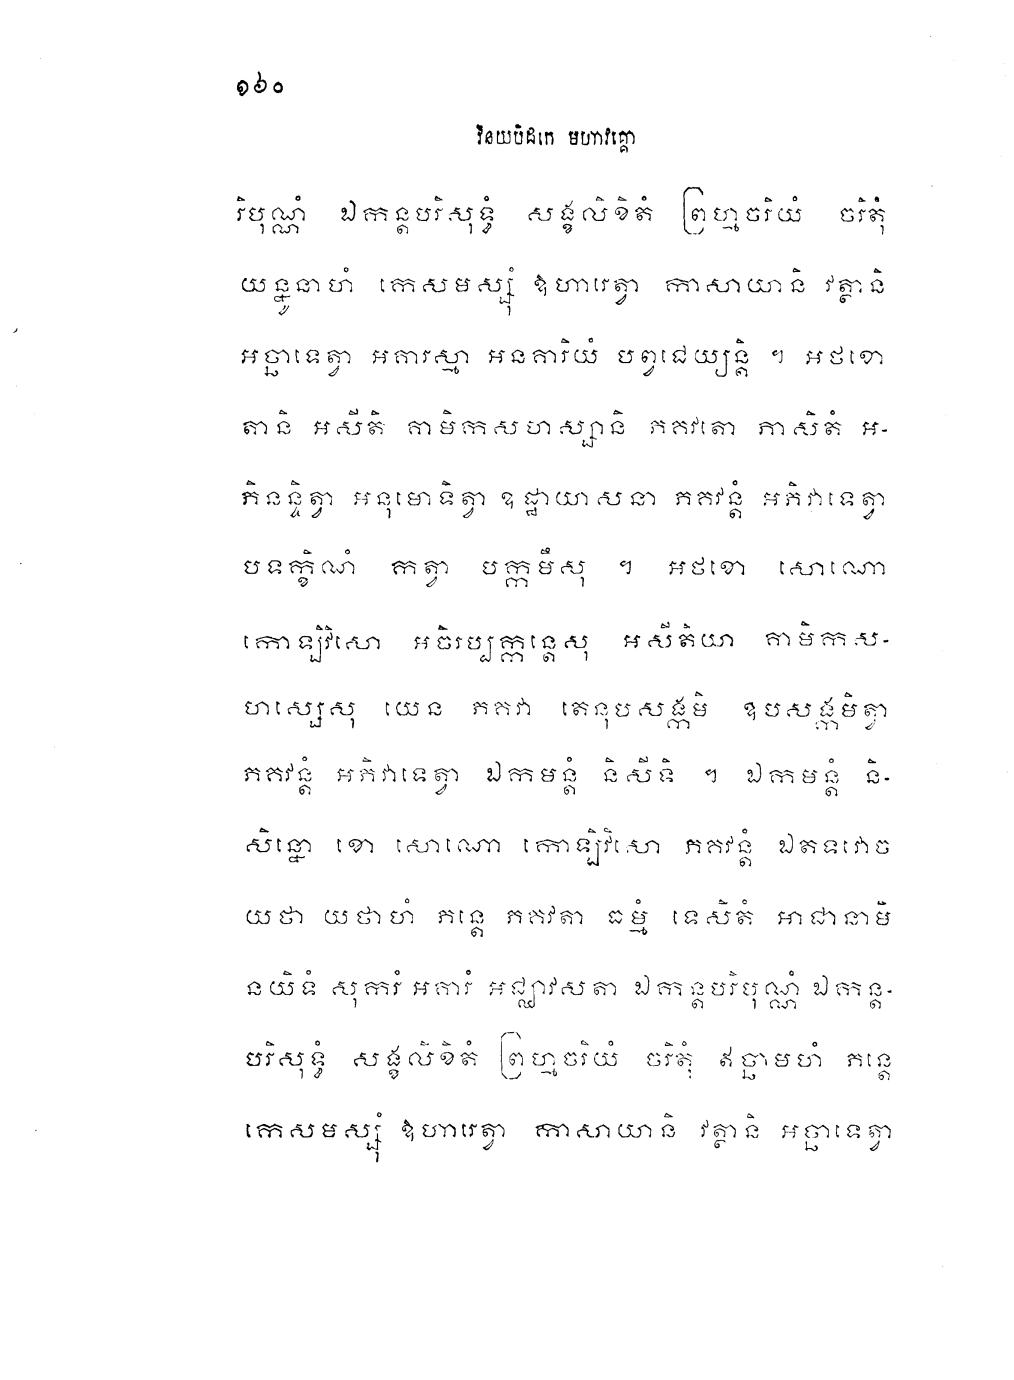 ១៦០
វិនយបិដកេ មហាវគ្គោ
រិបុណ្ណំ ឯកន្តបរិសុទ្ធំ សង្ខលិខិតំ ព្រហ្មចរិយំ ចរិតុំ
យន្នូនាហំ កេសមស្សុំ ឱហារេត្វា កាសាយានិ វត្ថានិ
អច្ឆាទេត្វា អគារស្មា អនគារិយំ បព្វជេយ្យន្តិ ។ អថខោ
តានិ អសីតិ គាមិកសហស្សានិ ភគវតោ ភាសិតំ អ-
ភិនន្ទិត្វា អនុមោទិត្វា ឧដ្ឋាយាសនា ភគវន្តំ អភិវាទេត្វា
បទក្ខិណំ កត្វា បក្កមឹសុ ។ អថខោ សោណោ
កោឡិវិសោ អចិរប្បក្កន្តេសុ អសីតិយា គាមិកស-
ហស្សេសុ យេន ភគវា តេនុបសង្កមិ ឧបសង្កមិត្វា
ភគវន្តំ អភិវាទេត្វា ឯកមន្តំ និសីទិ ។ ឯកមន្តំ និ-
សិន្នោ ខោ សោណោ កោឡិវិសោ ភគវន្តំ ឯតទវោច
យថា យថាហំ ភន្តេ ភគវតា ធម្មំ ទេសិតំ អាជានាមិ
នយិទំ សុការំ អគារំ អជ្ឈាវសតា ឯកន្តបរិបុណ្ណំ ឯកន្ត-
បរិសុទ្ធំ សង្ខលិខិតំ ព្រហ្មចរិយំ ចរិតុំ ឥច្ឆាមហំ ភន្តេ
កេសមស្សុំ ឱហារេត្វា កាសាយានិ វត្ថានិ អច្ឆាទេត្វា